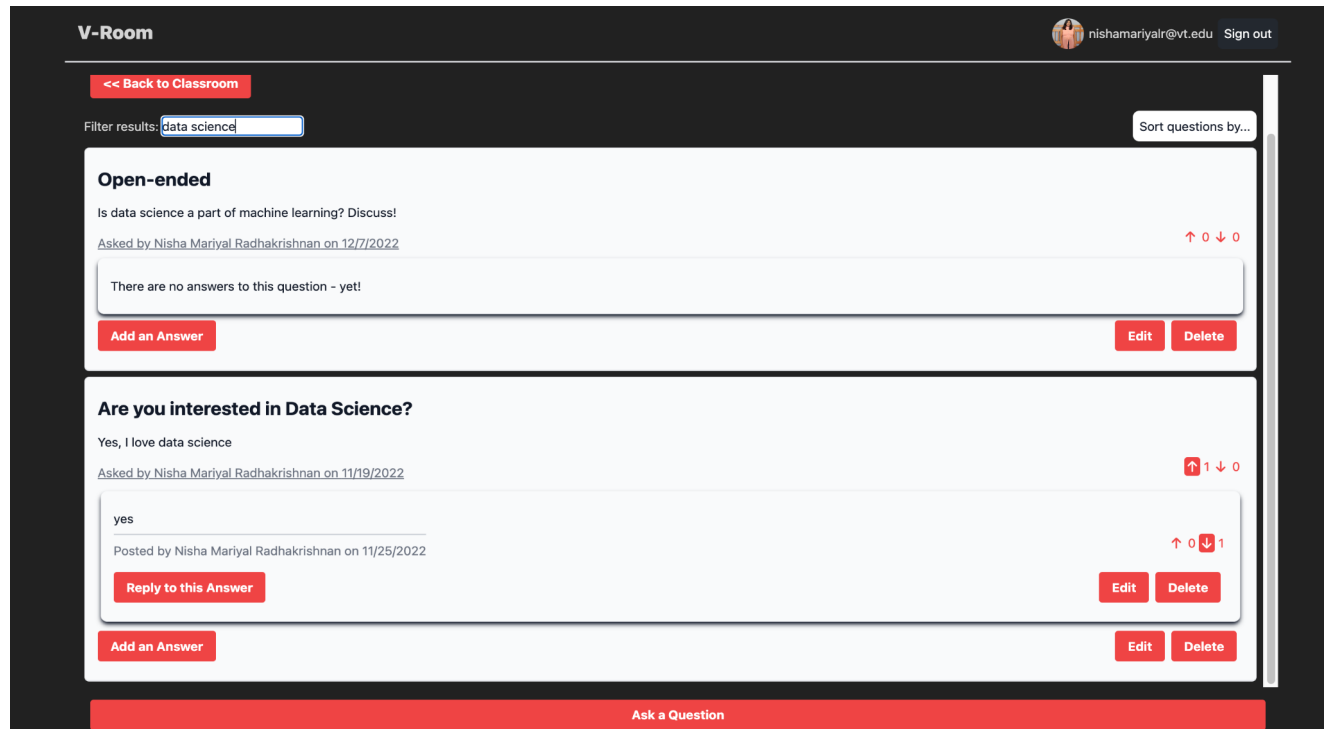 V-Room
nishamariyalr@vt.edu Sign out
<< Back to Classroom
Filter results: data science
Sort questions by...
Open-ended
Is data science a part of machine learning? Discuss!
Asked by Nisha Mariyal Radhakrishnan on 12/7/2022
↑ 0 ↓ 0
There are no answers to this question - yet!
Add an Answer
Edit Delete
Are you interested in Data Science?
Yes, I love data science
Asked by Nisha Mariyal Radhakrishnan on 11/19/2022
↑ 1 ↓ 0
yes
Posted by Nisha Mariyal Radhakrishnan on 11/25/2022
↑ 0 ↓ 1
Reply to this Answer
Edit Delete
Add an Answer
Edit Delete
Ask a Question